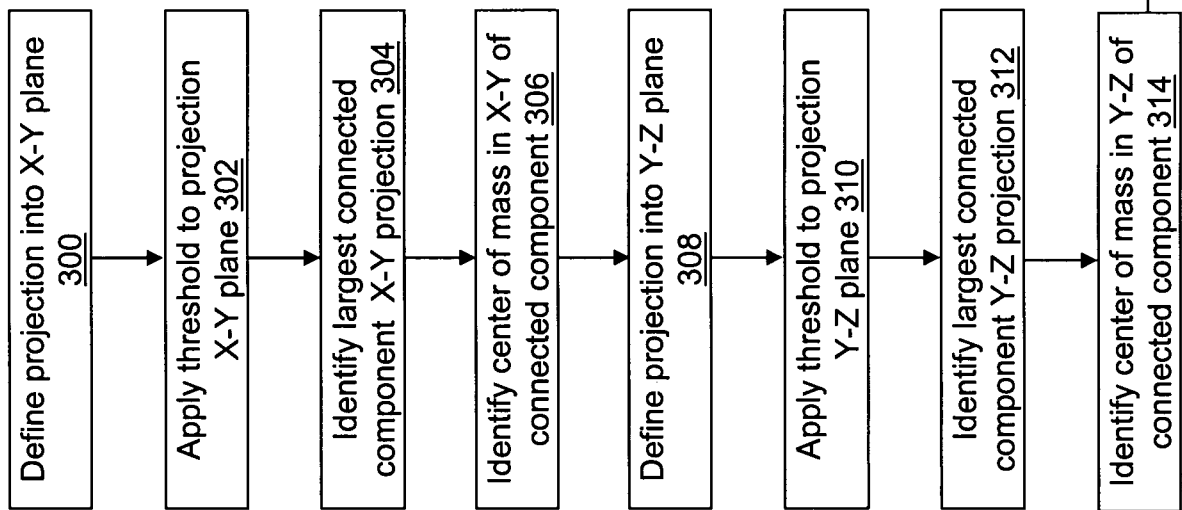 Define projection into X-Y plane
300
Apply threshold to projection
X-Y plane 302
Identify largest connected
component X-Y projection 304
Identify center of mass in X-Y of
connected component 306
Define projection into Y-Z plane
308
Apply threshold to projection
Y-Z plane 310
Identify largest connected
component Y-Z projection 312
Identify center of mass in Y-Z of
connected component 314